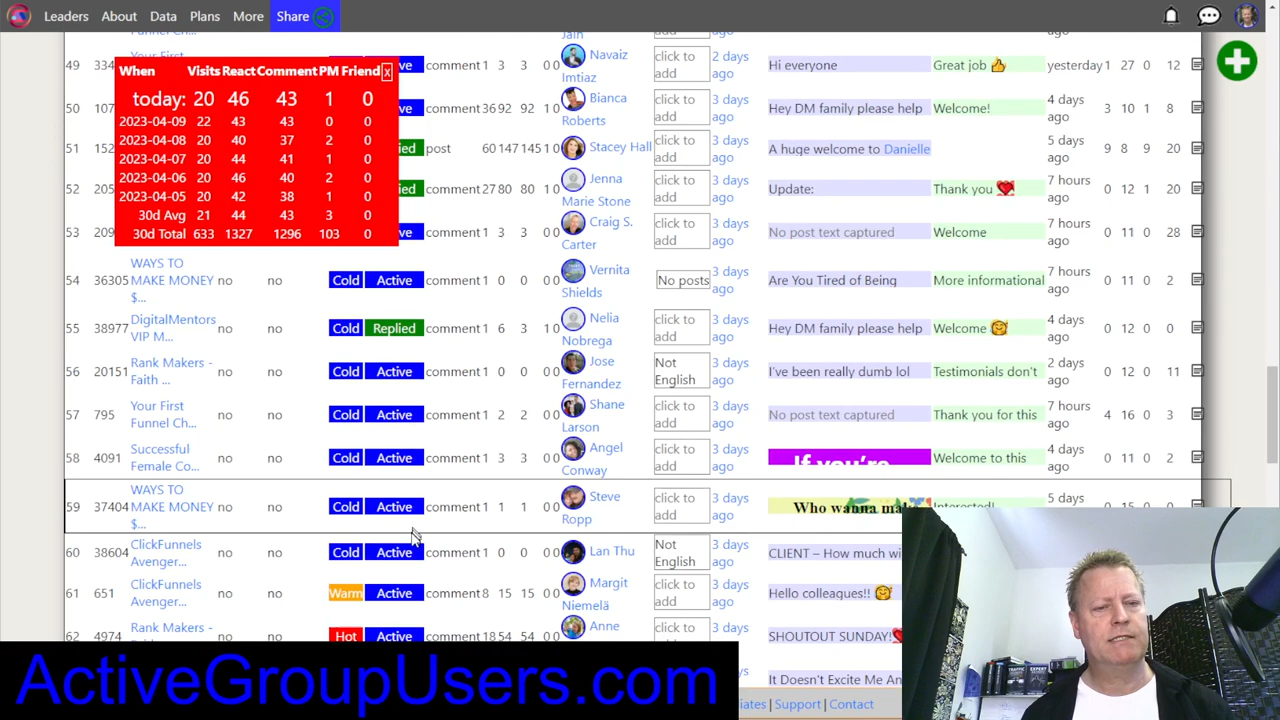 Leaders About Data Plans More Share
Jain
49 334 Your First comment 3 3 0 0 Navaiz Imtiaz click to add 2 days ago Hi everyone Great job 👍 yesterday 1 27 0 12
When Visits React Comment PM Friend x
today: 20 46 43 1 0
2023-04-09 22 43 43 0 0
2023-04-08 20 40 37 2 0
2023-04-07 20 44 41 1 0
2023-04-06 20 46 40 2 0
2023-04-05 20 42 38 1 0
30d Avg 21 44 43 3 0
30d Total 633 1327 1296 103 0
50 107 comment 36 92 92 0 0 Bianca Roberts click to add 3 days ago Hey DM family please help Welcome! 4 days ago 3 10 1 8
51 152 post 60 147 145 1 0 Stacey Hall click to add 3 days ago A huge welcome to Danielle 5 days ago 9 8 9 20
52 205 comment 27 80 80 1 0 Jenna Marie Stone click to add 3 days ago Update: Thank you ❤ 7 hours ago 0 12 1 20
53 209 comment 1 3 3 0 0 Craig S. Carter click to add 3 days ago No post text captured Welcome 7 hours ago 0 11 0 28
54 36305 WAYS TO MAKE MONEY $... no no Cold Active comment 1 0 0 0 0 Vernita Shields No posts 3 days ago Are You Tired of Being More informational 7 hours ago 0 11 0 2
55 38977 DigitalMentors VIP M... no no Cold Replied comment 1 6 3 1 0 Nelia Nobrega click to add 3 days ago Hey DM family please help Welcome 🤗 4 days ago 0 12 0 0
56 20151 Rank Makers - Faith ... no no Cold Active comment 1 0 0 0 0 Jose Fernandez Not English 3 days ago I've been really dumb lol Testimonials don't 2 days ago 0 12 0 11
57 795 Your First Funnel Ch... no no Cold Active comment 1 2 2 0 0 Shane Larson click to add 3 days ago No post text captured Thank you for this 7 hours ago 4 16 0 3
58 4091 Successful Female Co... no no Cold Active comment 1 3 3 0 0 Angel Conway click to add 3 days ago If you're Welcome to this 4 days ago 0 11 0 2
59 37404 WAYS TO MAKE MONEY $... no no Cold Active comment 1 1 1 0 0 Steve Ropp click to add 3 days ago Who wanna mak Interested! 5 days
60 38604 ClickFunnels Avenger... no no Cold Active comment 1 0 0 0 0 Lan Thu Not English 3 days ago CLIENT – How much wi
61 651 ClickFunnels Avenger... no no Warm Active comment 8 15 15 0 0 Margit Niemelä click to add 3 days ago Hello colleagues!! 🤗
62 4974 Rank Makers - no no Hot Active comment 18 54 54 0 0 Anne click to 3 days SHOUTOUT SUNDAY!❤
It Doesn't Excite Me An
ActiveGroupUsers.com
iates | Support | Contact